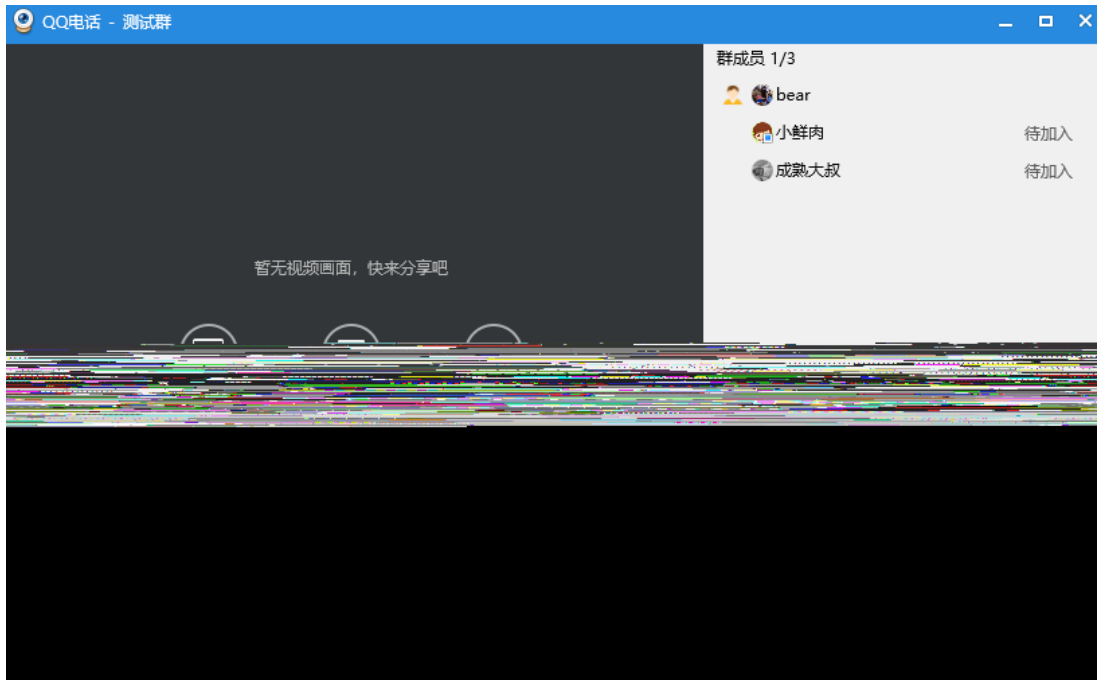 QQ电话 - 测试群
群成员 1/3
bear
小鲜肉 待加入
成熟大叔 待加入
暂无视频画面，快来分享吧